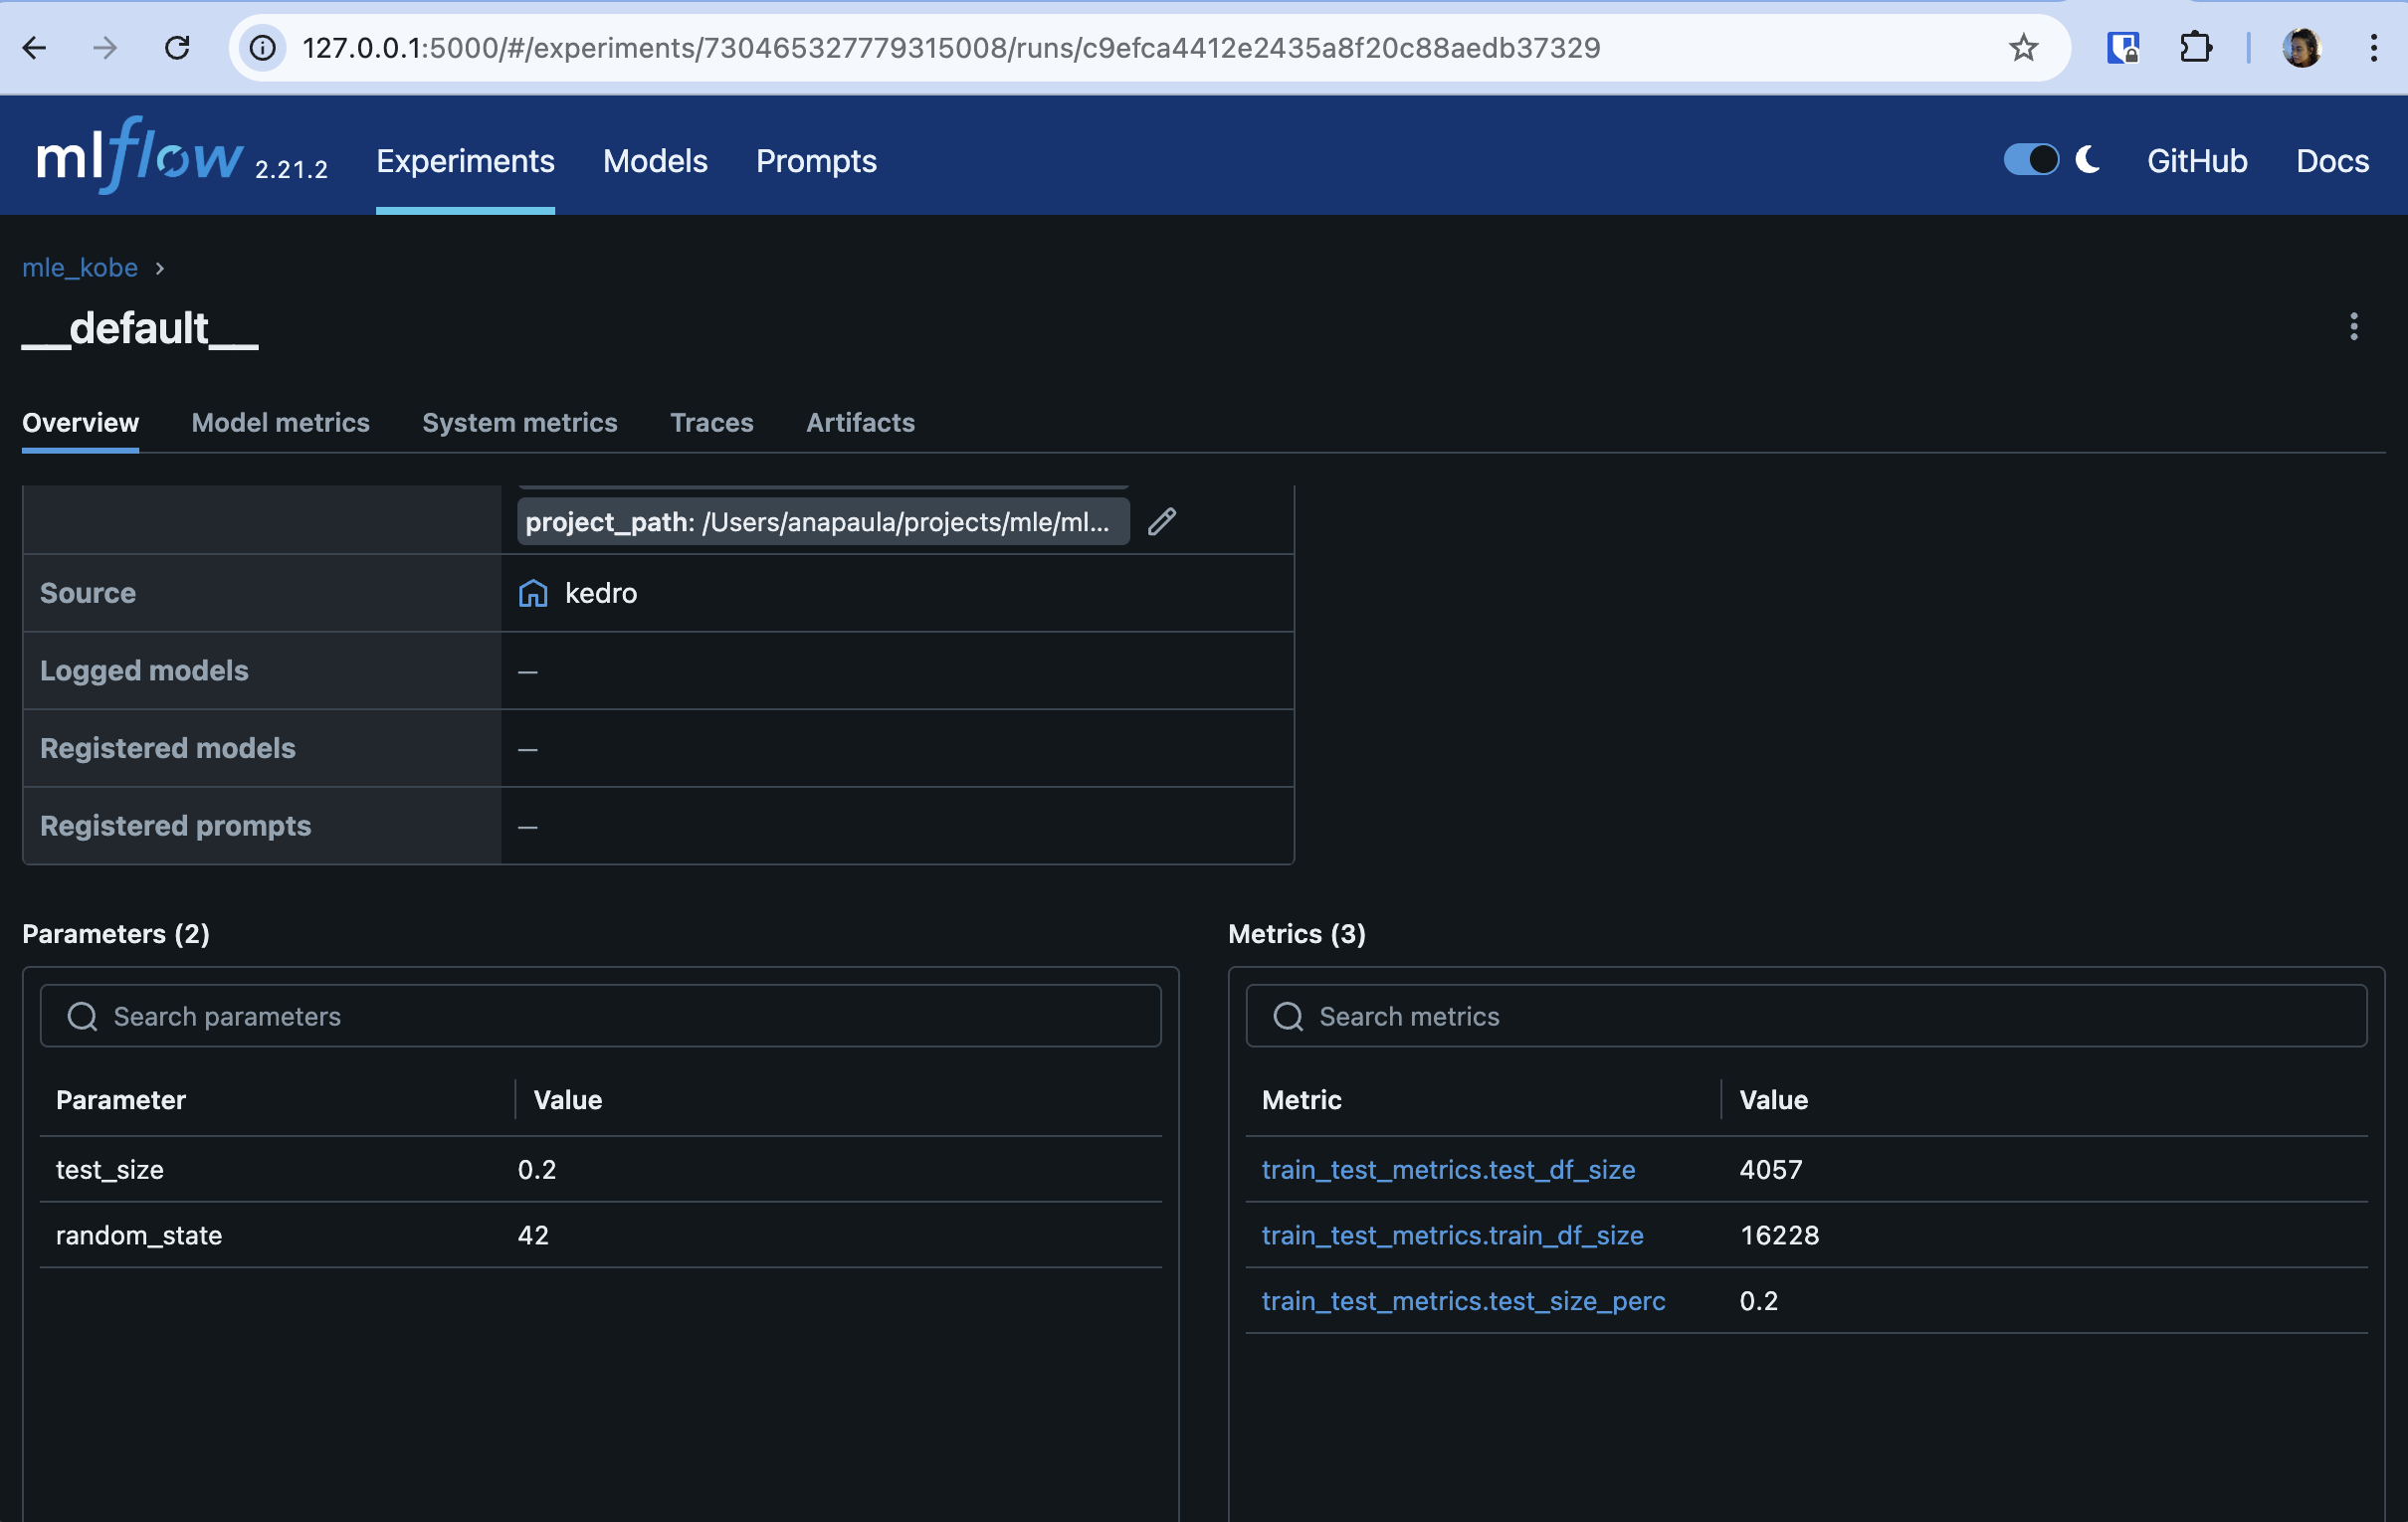 127.0.0.1:5000/#/experiments/730465327779315008/runs/c9efca4412e2435a8f20c88aedb37329
mlflow 2.21.2 Experiments Models Prompts GitHub Docs
mle_kobe
__default__
Overview Model metrics System metrics Traces Artifacts
project_path: /Users/anapaula/projects/mle/ml...
Source kedro
Logged models —
Registered models —
Registered prompts —
Parameters (2) Metrics (3)
Search parameters Search metrics
Parameter Value Metric Value
test_size 0.2 train_test_metrics.test_df_size 4057
random_state 42 train_test_metrics.train_df_size 16228
train_test_metrics.test_size_perc 0.2